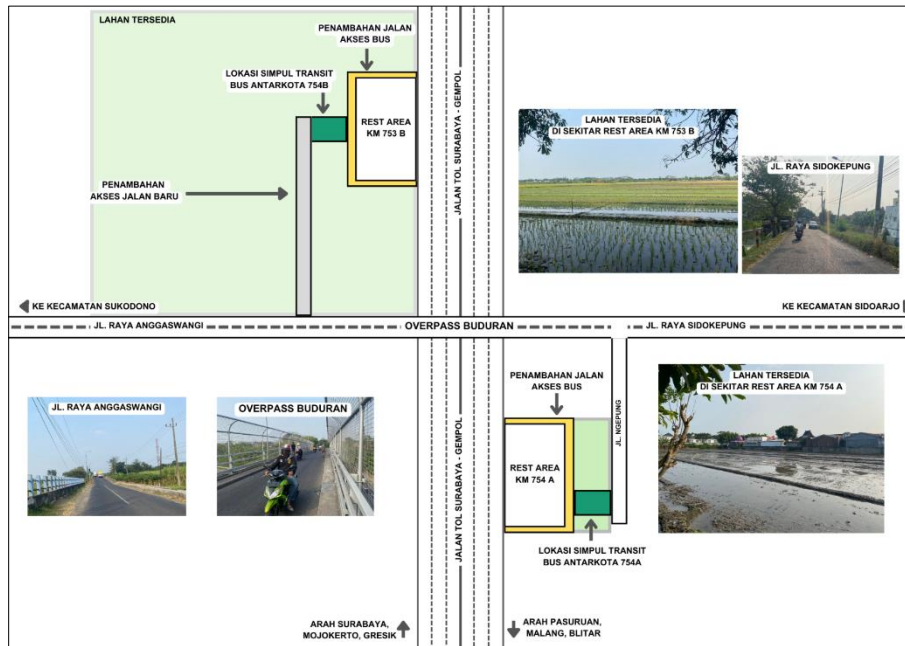 LAHAN TERSEDIA
PENAMBAHAN JALAN
AKSES BUS
LOKASI SIMPUL TRANSIT
BUS ANTARKOTA 754B
REST AREA
KM 753 B
PENAMBAHAN
AKSES JALAN BARU
JALAN TOL SURABAYA - GEMPOL
LAHAN TERSEDIA
DI SEKITAR REST AREA KM 753 B
JL. RAYA SIDOKEPUNG
KE KECAMATAN SUKODONO
KE KECAMATAN SIDOARJO
JL. RAYA ANGGASWANGI
OVERPASS BUDURAN
JL. RAYA SIDOKEPUNG
JL. RAYA ANGGASWANGI
OVERPASS BUDURAN
JALAN TOL SURABAYA - GEMPOL
PENAMBAHAN JALAN
AKSES BUS
REST AREA
KM 754 A
JL. NGEPUNG
LAHAN TERSEDIA
DI SEKITAR REST AREA KM 754 A
LOKASI SIMPUL TRANSIT
BUS ANTARKOTA 754A
ARAH SURABAYA,
MOJOKERTO, GRESIK
ARAH PASURUAN,
MALANG, BLITAR